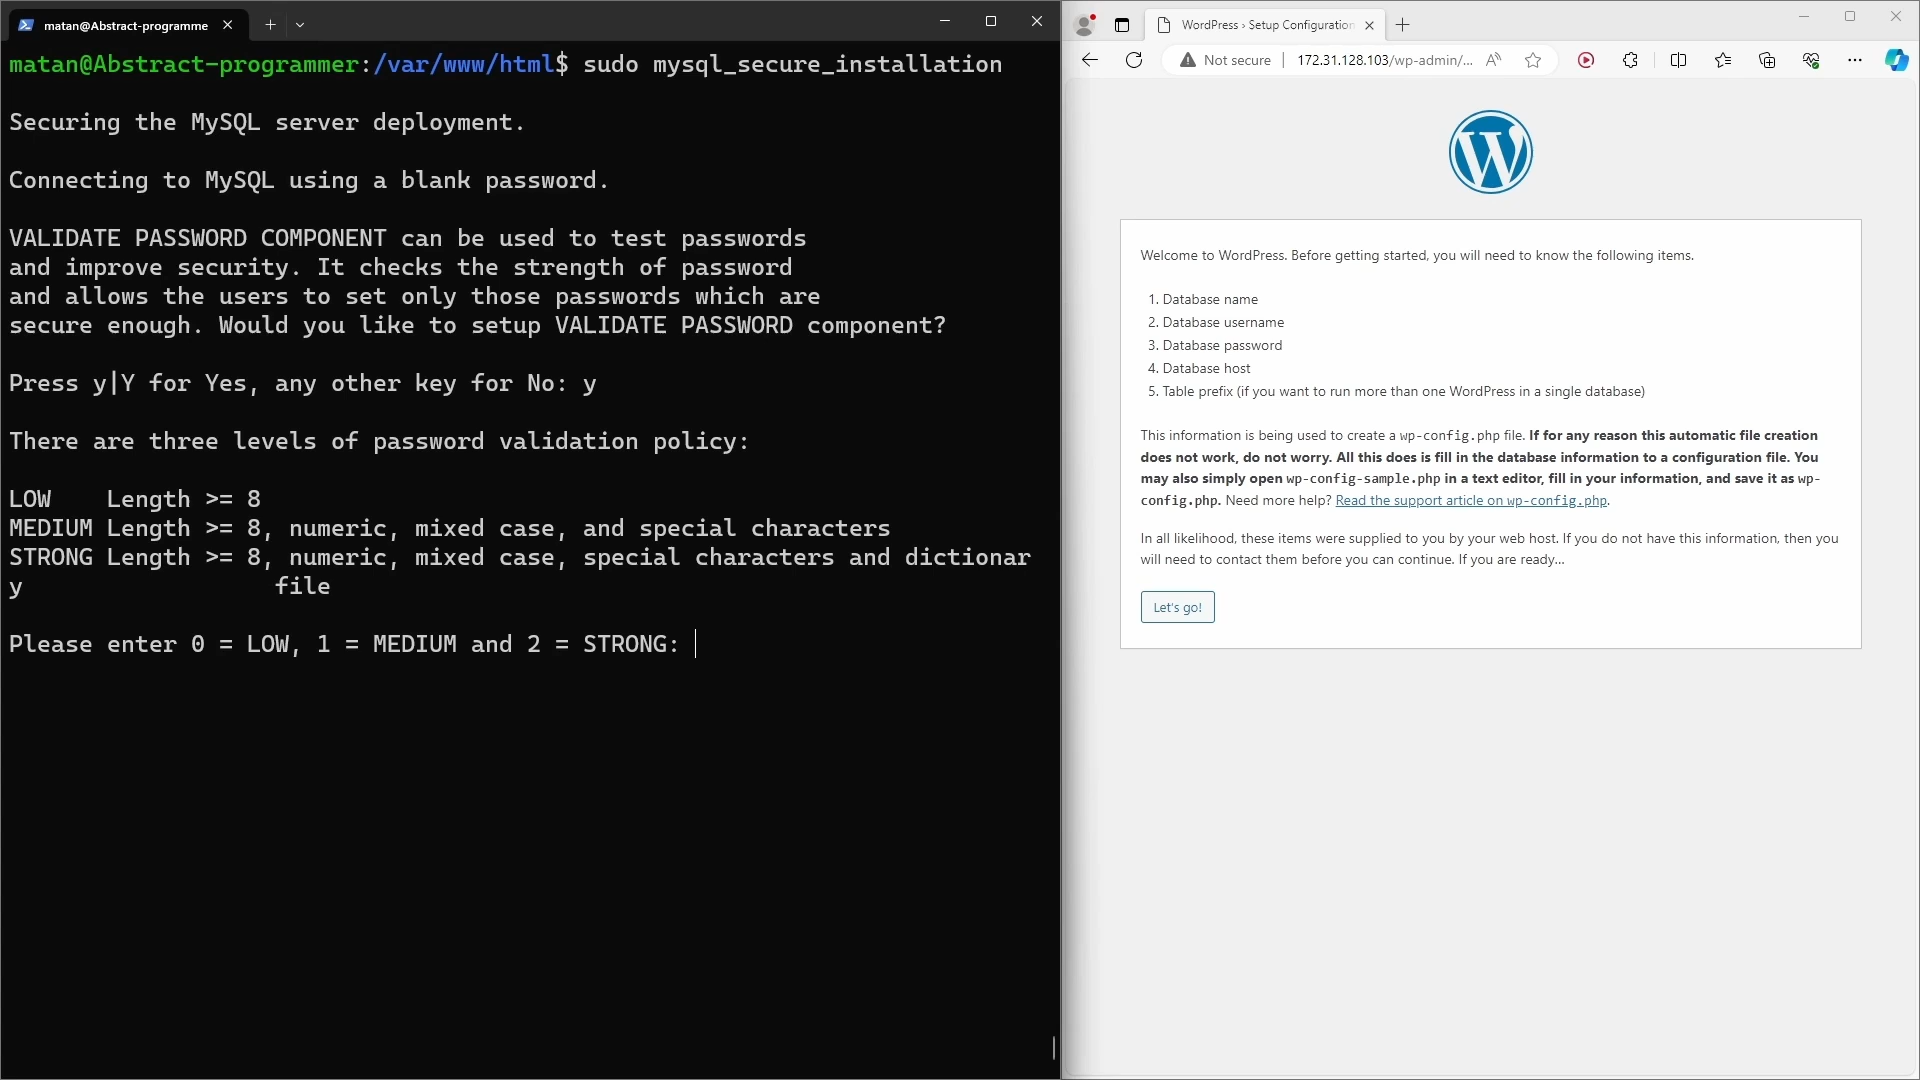 matan@Abstract-programme
matan@Abstract-programmer:/var/www/html$ sudo mysql_secure_installation
Securing the MySQL server deployment.
Connecting to MySQL using a blank password.
VALIDATE PASSWORD COMPONENT can be used to test passwords
and improve security. It checks the strength of password
and allows the users to set only those passwords which are
secure enough. Would you like to setup VALIDATE PASSWORD component?
Press y|Y for Yes, any other key for No: y
There are three levels of password validation policy:
LOW    Length >= 8
MEDIUM Length >= 8, numeric, mixed case, and special characters
STRONG Length >= 8, numeric, mixed case, special characters and dictionar
y                  file
Please enter 0 = LOW, 1 = MEDIUM and 2 = STRONG:
WordPress › Setup Configuration
Not secure
172.31.128.103/wp-admin/...
W
Welcome to WordPress. Before getting started, you will need to know the following items.
1. Database name
2. Database username
3. Database password
4. Database host
5. Table prefix (if you want to run more than one WordPress in a single database)
This information is being used to create a wp-config.php file. If for any reason this automatic file creation
does not work, do not worry. All this does is fill in the database information to a configuration file. You
may also simply open wp-config-sample.php in a text editor, fill in your information, and save it as wp-
config.php. Need more help? Read the support article on wp-config.php.
In all likelihood, these items were supplied to you by your web host. If you do not have this information, then you
will need to contact them before you can continue. If you are ready…
Let's go!